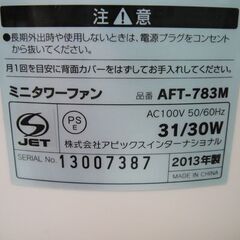 注意
●長期外出や使用しないときは、電源プラグをコンセント
から抜いてください。
月1回を目安に背面カバーをはずしてお手入れしてください。
ミニタワーファン 品番 AFT-783M
PS
E
AC100V 50/60Hz
31/30W
S
JET
株式会社アピックスインターナショナル
SERIAL No. 13007387 2013年製